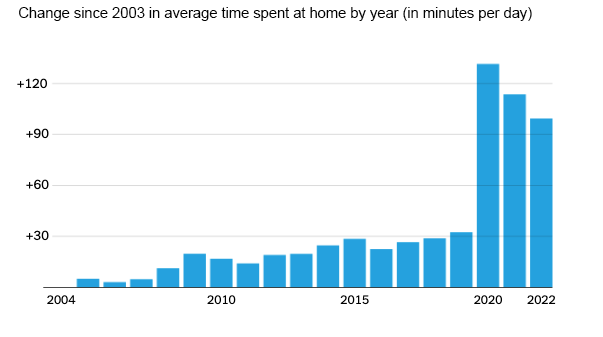 Change since 2003 in average time spent at home by year (in minutes per day)
+120
+90
+60
+30
2004 2010 2015 2020 2022